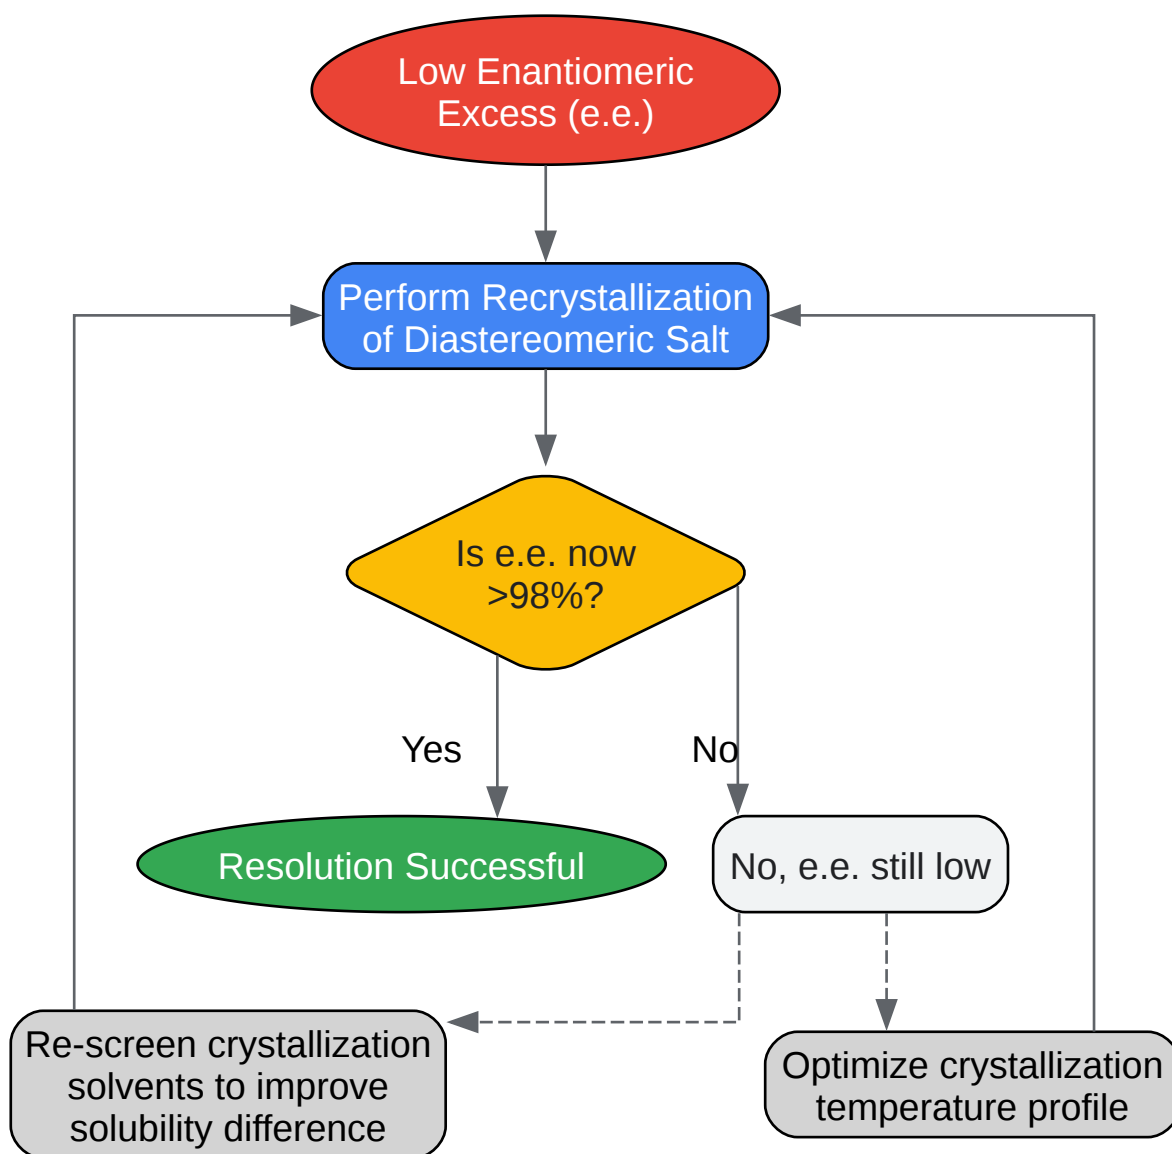 Low Enantiomeric
Excess (e.e.)
Perform Recrystallization
of Diastereomeric Salt
Is e.e. now
>98%?
Yes
No
Resolution Successful
No, e.e. still low
Re-screen crystallization
solvents to improve
solubility difference
Optimize crystallization
temperature profile